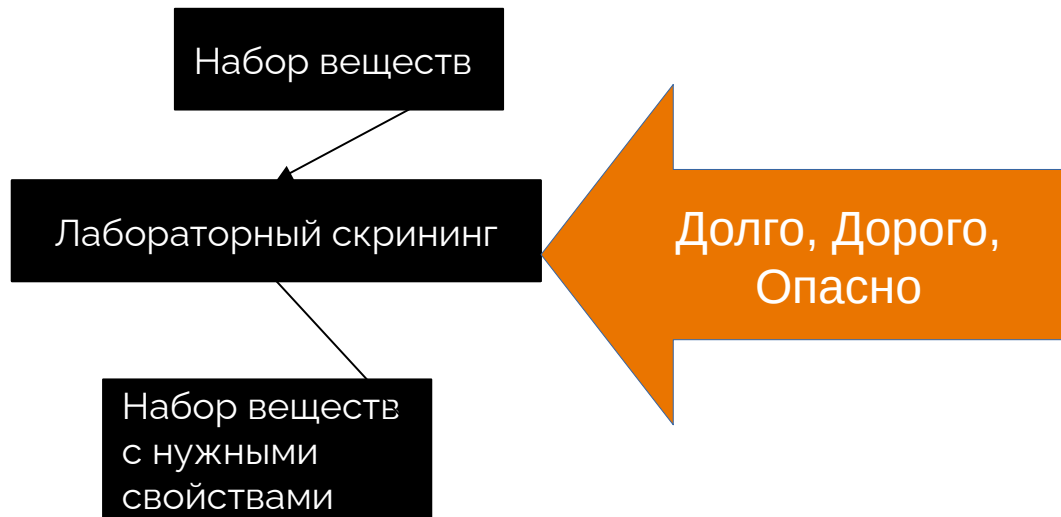 Набор веществ
Лабораторный скрининг
Долго, Дорого,
Опасно
Набор веществ
с нужными
свойствами